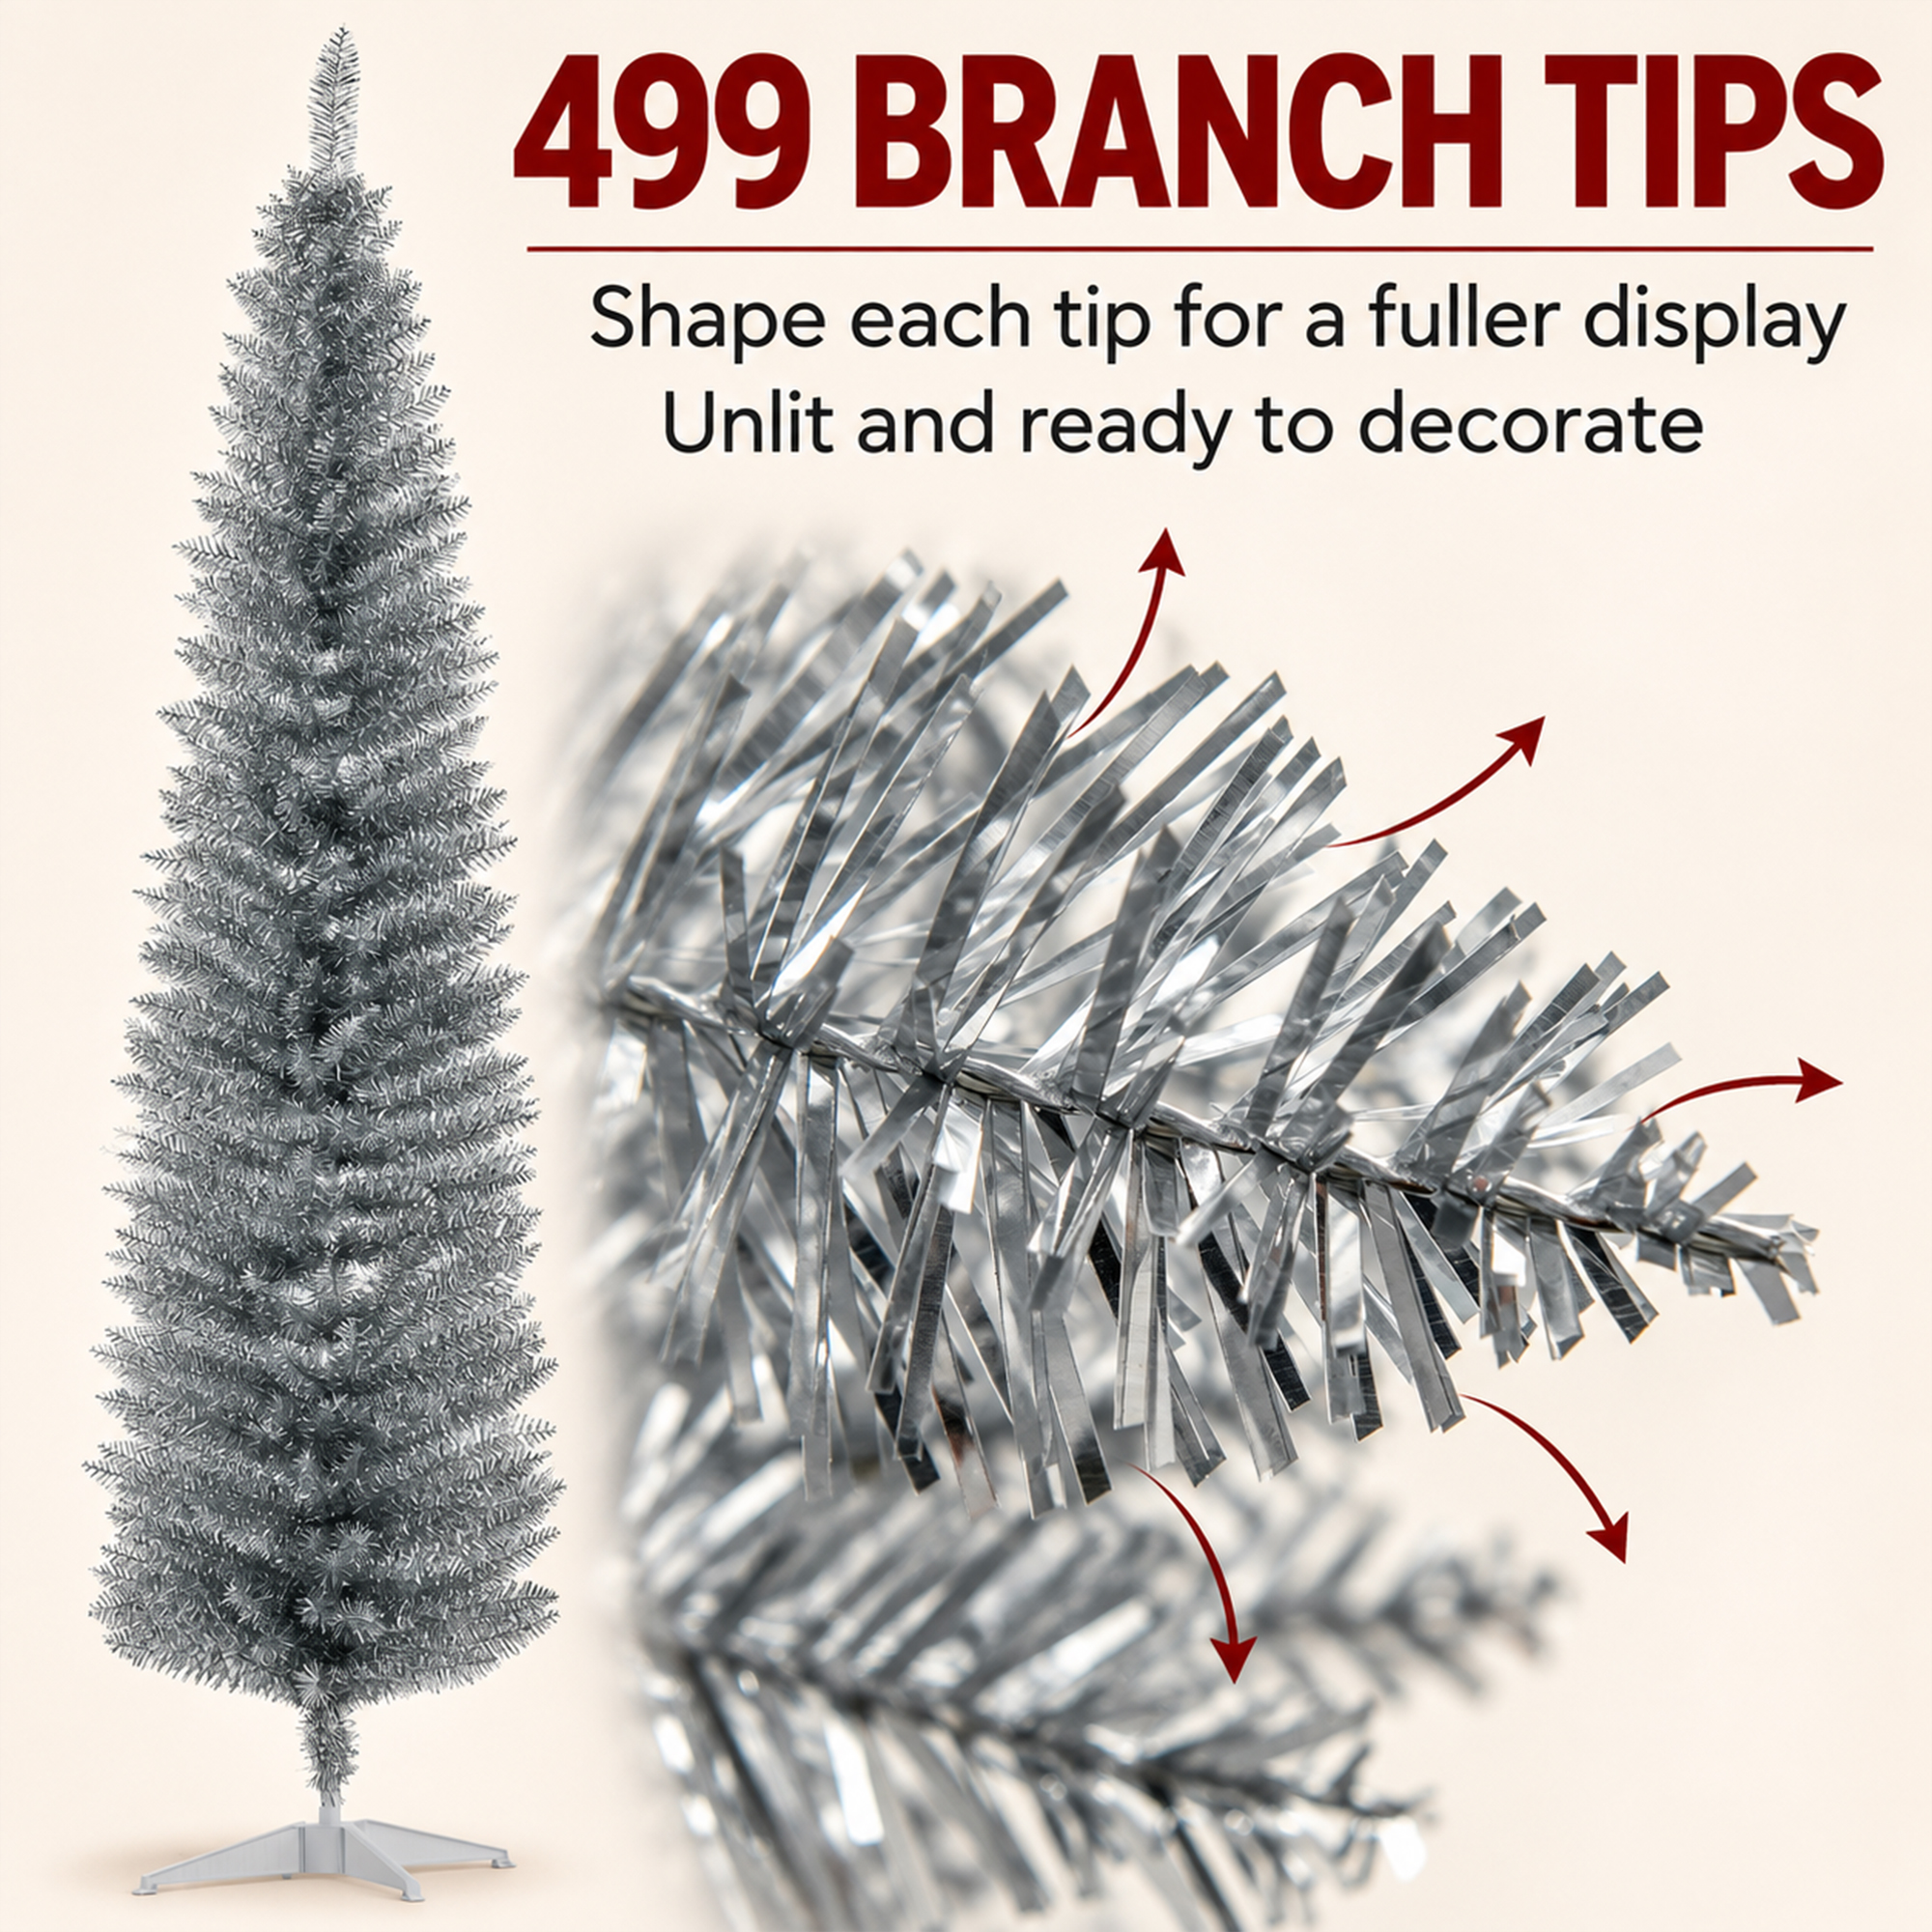 499 BRANCH TIPS
Shape each tip for a fuller display
Unlit and ready to decorate